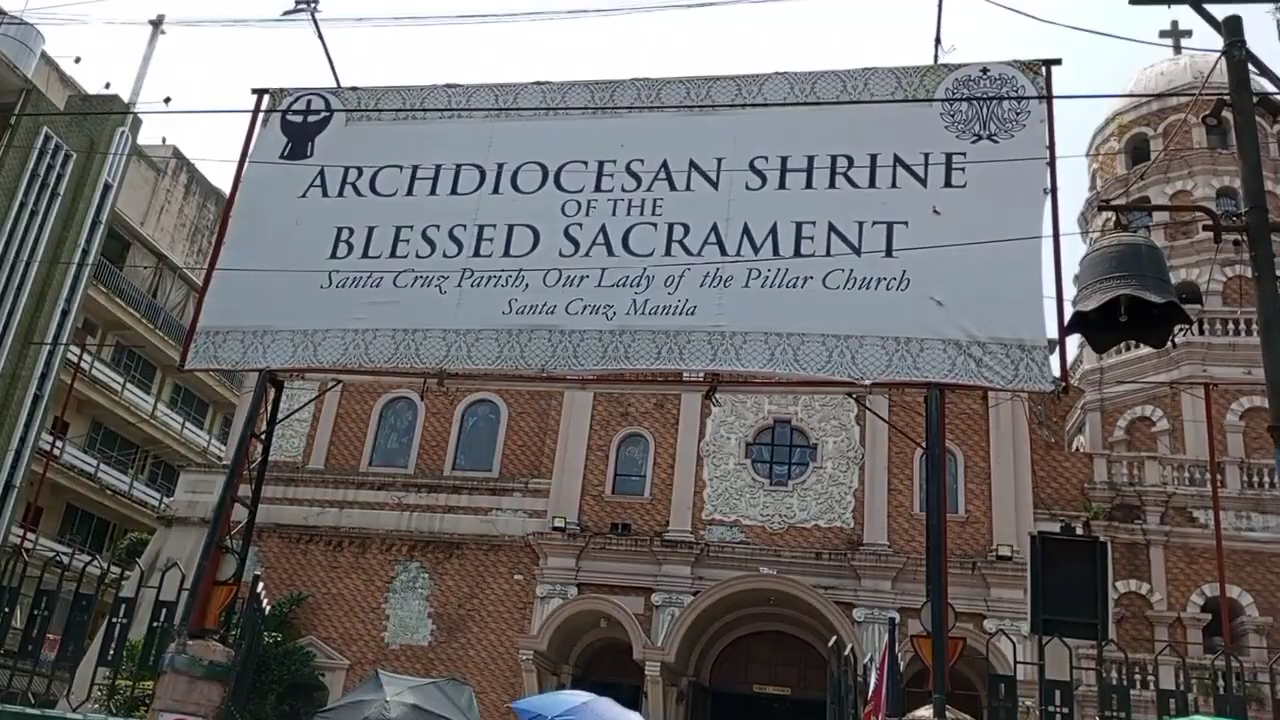 ARCHDIOCESAN SHRINE
OF THE
BLESSED SACRAMENT
Santa Cruz Parish, Our Lady of the Pillar Church
Santa Cruz, Manila